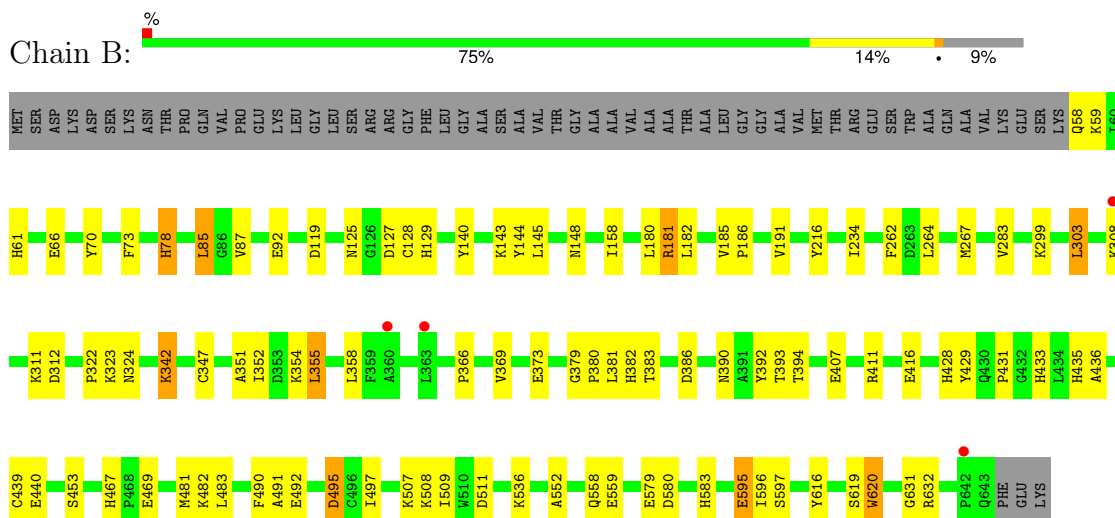 %
Chain B: 75% 14% • 9%
MET SER ASP LYS ASP SER LYS ASN THR PRO GLN VAL PRO GLU LYS LEU GLY LEU SER ARG ARG GLY PHE LEU GLY ALA SER ALA VAL THR GLY ALA ALA VAL ALA ALA THR ALA LEU GLY GLY ALA VAL MET THR ARG GLU SER TRP ALA GLN ALA VAL LYS GLU SER LYS Q58 K59
H61 E66 Y70 F73 H78 L85 G86 V87 E92 D119 N125 G126 D127 C128 H129 Y140 K143 Y144 L145 N148 I158 L180 R181 L182 V185 P186 V191 Y216 I234 F262 D263 L264 M267 V283 K299 L303 K308
K311 D312 P322 K323 N324 K342 C347 A351 I352 D353 K354 L355 L358 F359 A360 L363 P366 V369 E373 G379 P380 L381 H382 T383 D386 N390 A391 Y392 T393 T394 E407 R411 E416 H428 Y429 Q430 P431 G432 H433 L434 H435 A436
C439 E440 S453 H467 P468 E469 M481 K482 L483 F490 A491 E492 D495 C496 I497 K507 K508 I509 W510 D511 K536 A552 Q558 E559 E579 D580 H583 E595 I596 S597 Y616 S619 W620 G631 R632 P642 Q643 PHE GLU LYS